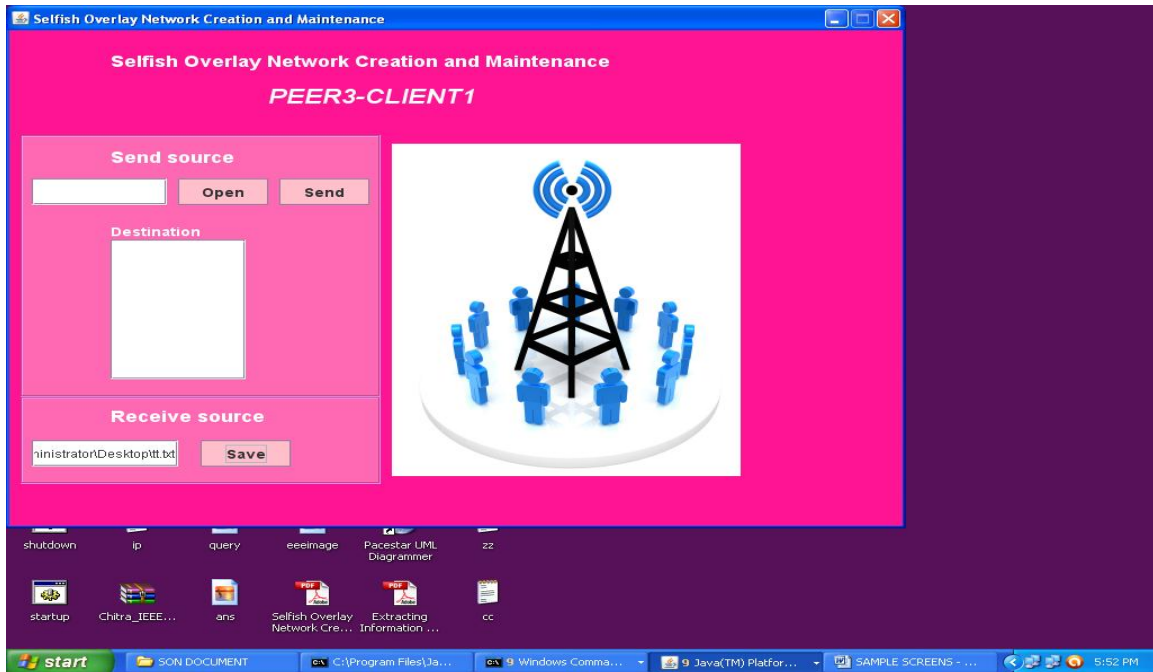 Selfish Overlay Network Creation and Maintenance
Selfish Overlay Network Creation and Maintenance
PEER3-CLIENT1
Send source
Open Send
Destination
Receive source
ninistrator\Desktop\tt.txt Save
shutdown ip query eeeimage Pacestar UML Diagrammer zz
startup Chitra_IEEE... ans Selfish Overlay Network Cre... Extracting Information ... cc
start SON DOCUMENT C:\Program Files\Ja... 9 Windows Comma... 9 Java(TM) Platfor... SAMPLE SCREENS - ... 5:52 PM